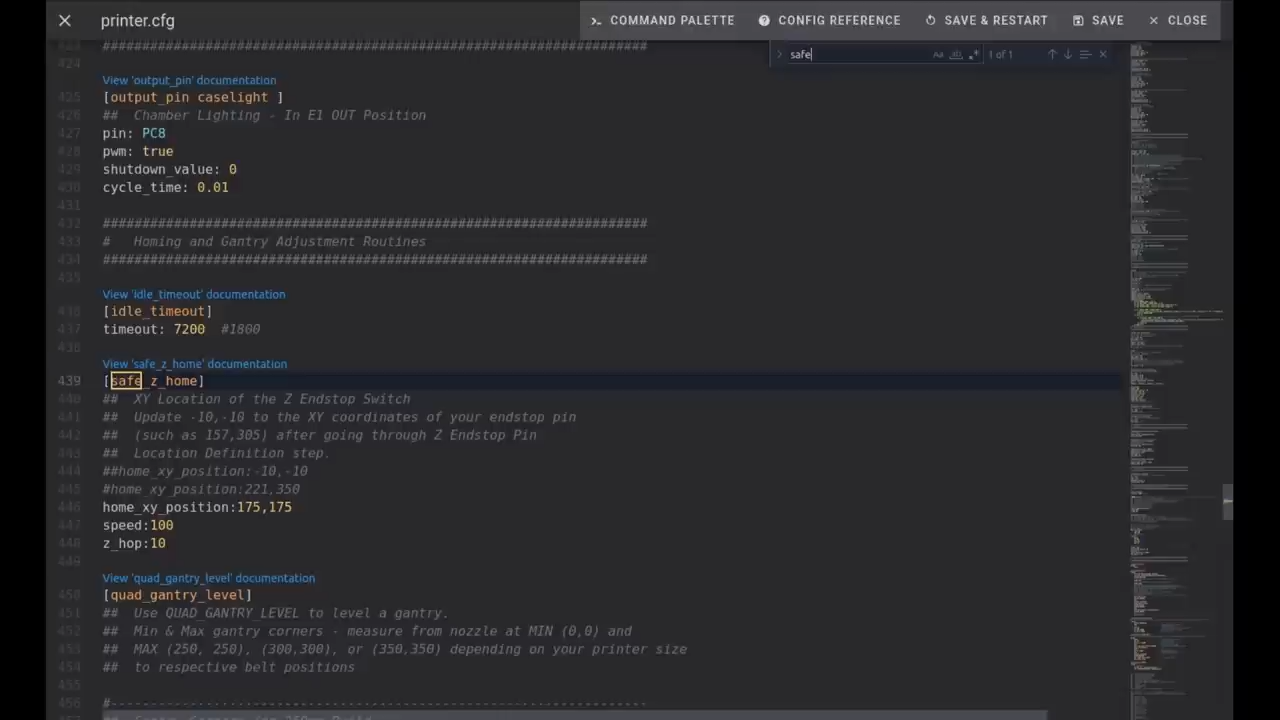 printer.cfg
COMMAND PALETTE
CONFIG REFERENCE
SAVE & RESTART
SAVE
CLOSE
safe
1 of 1
#####################################################################
424
View 'output_pin' documentation
425 [output_pin caselight ]
426 ##  Chamber Lighting - In E1 OUT Position
427 pin: PC8
428 pwm: true
429 shutdown_value: 0
430 cycle_time: 0.01
431
432 #####################################################################
433 #   Homing and Gantry Adjustment Routines
434 #####################################################################
435
View 'idle_timeout' documentation
436 [idle_timeout]
437 timeout: 7200  #1800
438
View 'safe_z_home' documentation
439 [safe_z_home]
440 ##  XY Location of the Z Endstop Switch
441 ##  Update -10,-10 to the XY coordinates of your endstop pin
442 ##  (such as 157,305) after going through Z Endstop Pin
443 ##  Location Definition step.
444 ##home_xy_position:-10,-10
445 #home_xy_position:221,350
446 home_xy_position:175,175
447 speed:100
448 z_hop:10
449
View 'quad_gantry_level' documentation
450 [quad_gantry_level]
451 ##  Use QUAD_GANTRY_LEVEL to level a gantry.
452 ##  Min & Max gantry corners - measure from nozzle at MIN (0,0) and
453 ##  MAX (250, 250), (300,300), or (350,350) depending on your printer size
454 ##  to respective belt positions
455
456 #--------------------------------------------------------------------